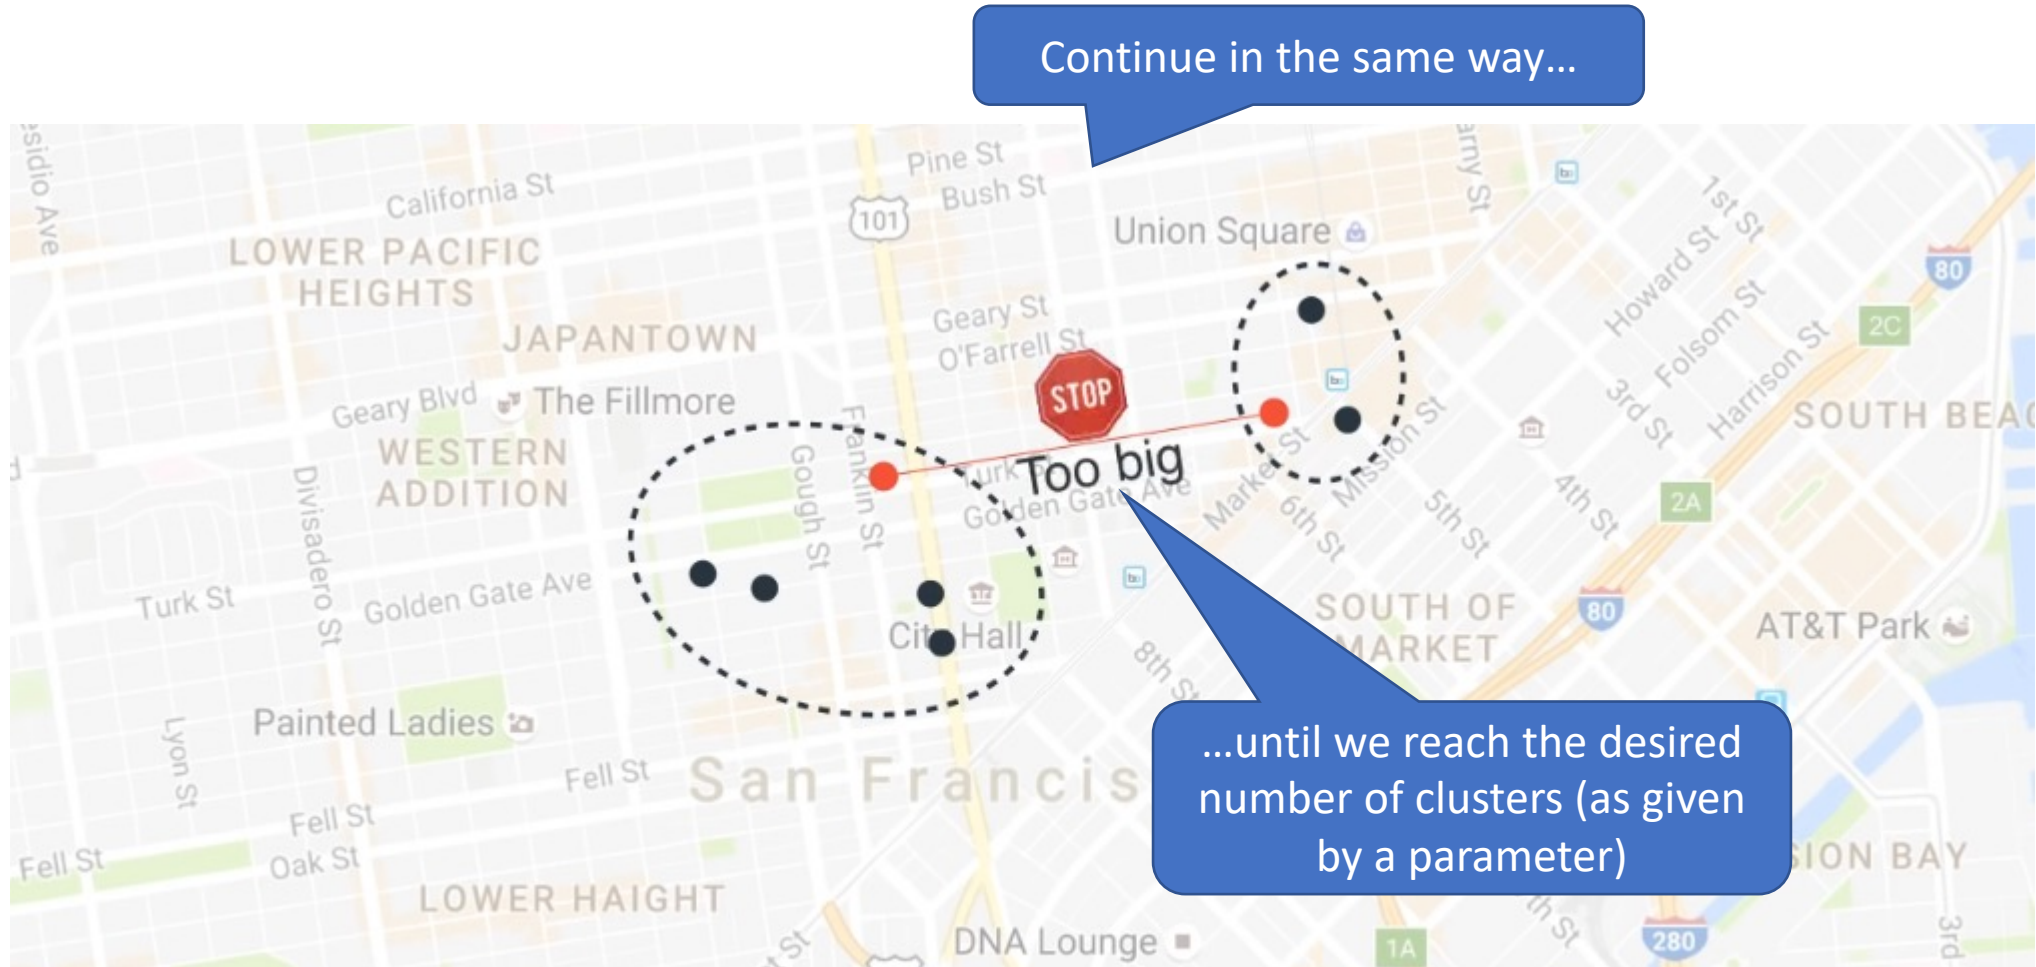 Continue in the same way…
Pine St
Bush St
California St
101
1st St
Union Square
Howard St
LOWER PACIFIC
HEIGHTS
80
Folsom St
Geary St
O'Farrell St
Harrison St
2C
JAPANTOWN
STOP
Geary Blvd
The Fillmore
3rd St
SOUTH
WESTERN
ADDITION
Franklin St
Gough St
Divisadero St
Too big
Golden Gate Ave
Market St
Mission St
6th St
5th St
4th St
2A
Turk St
Golden Gate Ave
City Hall
SOUTH OF
MARKET
80
AT&T Park
8th St
Painted Ladies
Lyon St
…until we reach the desired
number of clusters (as given
by a parameter)
Fell St
San Francis
Fell St
Fell St
Oak St
BAY
LOWER HAIGHT
DNA Lounge
1A
280